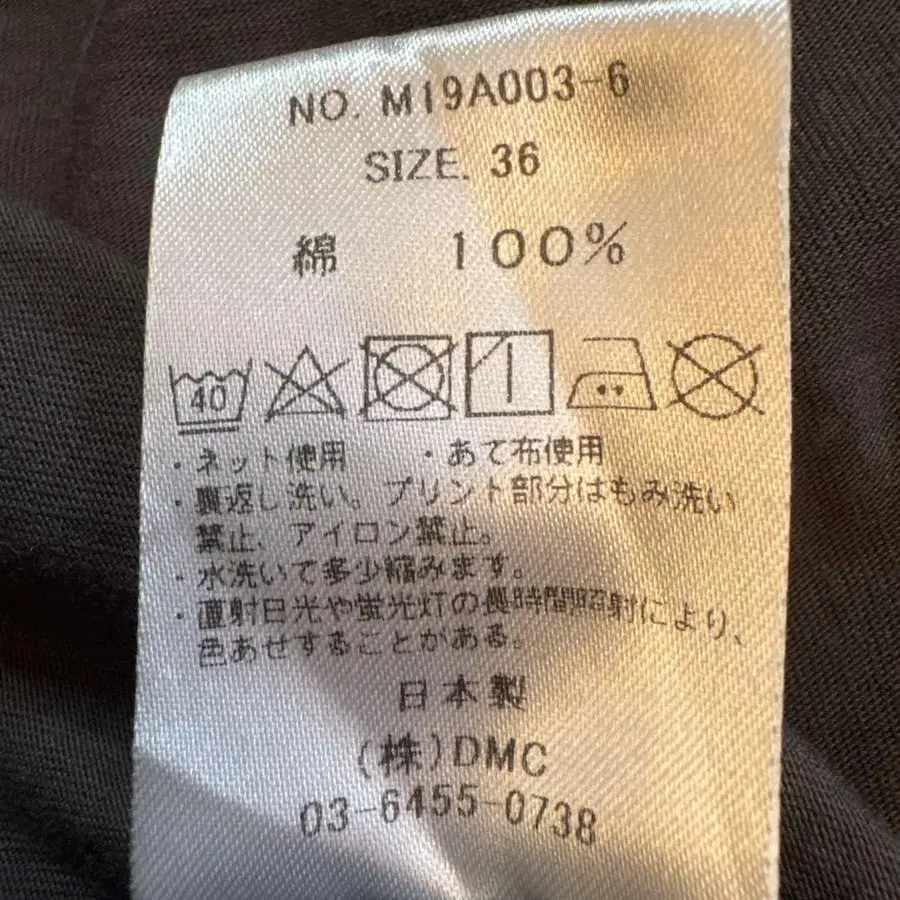 NO. M19A003-6
SIZE. 36
綿 100%
40
・ネット使用 ・あて布使用
・裏返し洗い。プリント部分はもみ洗い
禁止、アイロン禁止。
・水洗いで多少縮みます。
・直射日光や蛍光灯の長時間照射により、
色あせすることがある。
日本製
(株)DMC
03-6455-0738